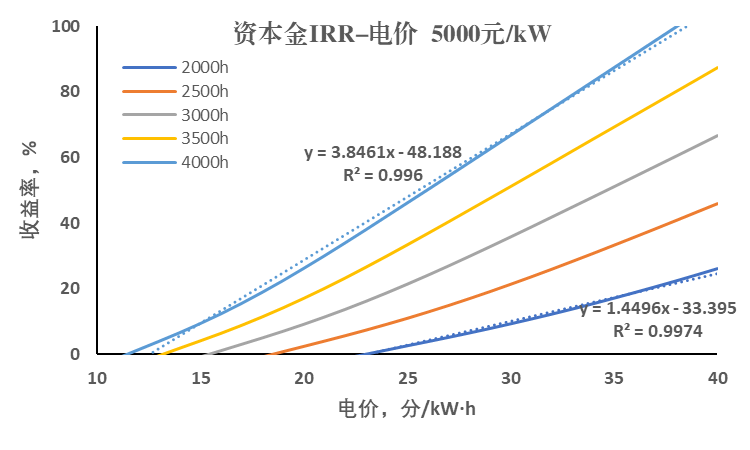 资本金IRR–电价 5000元/kW
100
80
60
40
20
0
收益率，%
2000h
2500h
3000h
3500h
4000h
y = 3.8461x - 48.188
R² = 0.996
y = 1.4496x - 33.395
R² = 0.9974
10 15 20 25 30 35 40
电价，分/kW·h